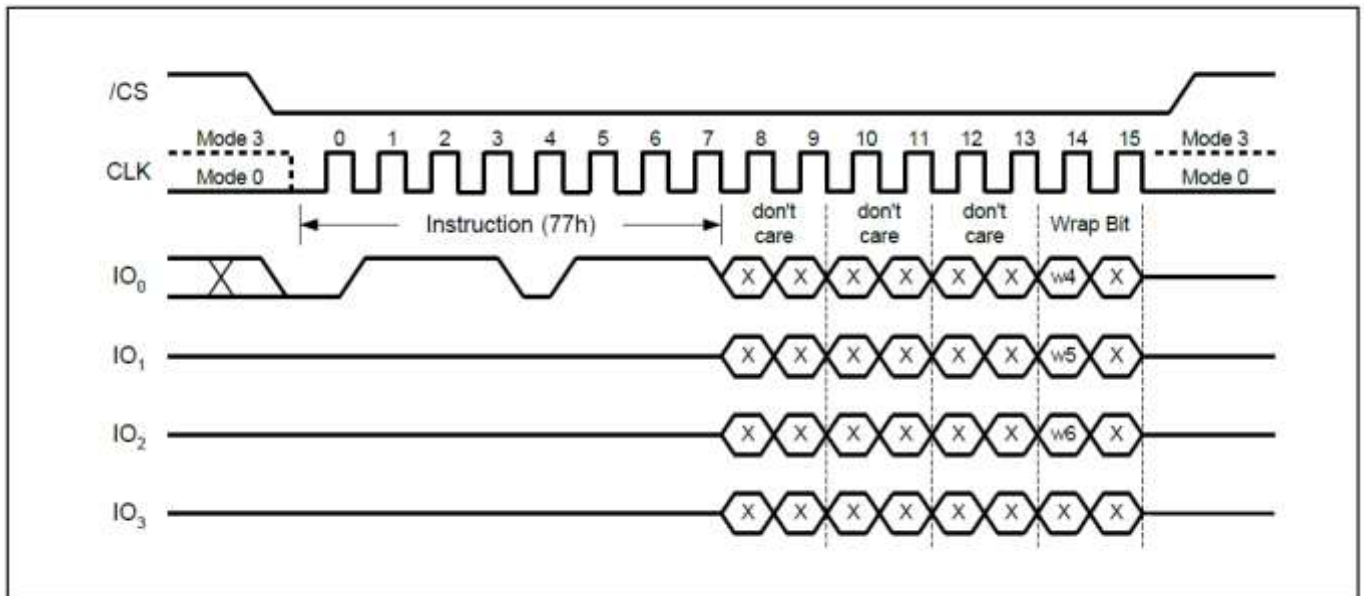 /CS
Mode 3 0 1 2 3 4 5 6 7 8 9 10 11 12 13 14 15 Mode 3
CLK
Mode 0 Mode 0
Instruction (77h) don't care don't care don't care Wrap Bit
IO0 X X X X X X X w4 X
IO1 X X X X X X w5 X
IO2 X X X X X X w6 X
IO3 X X X X X X X X